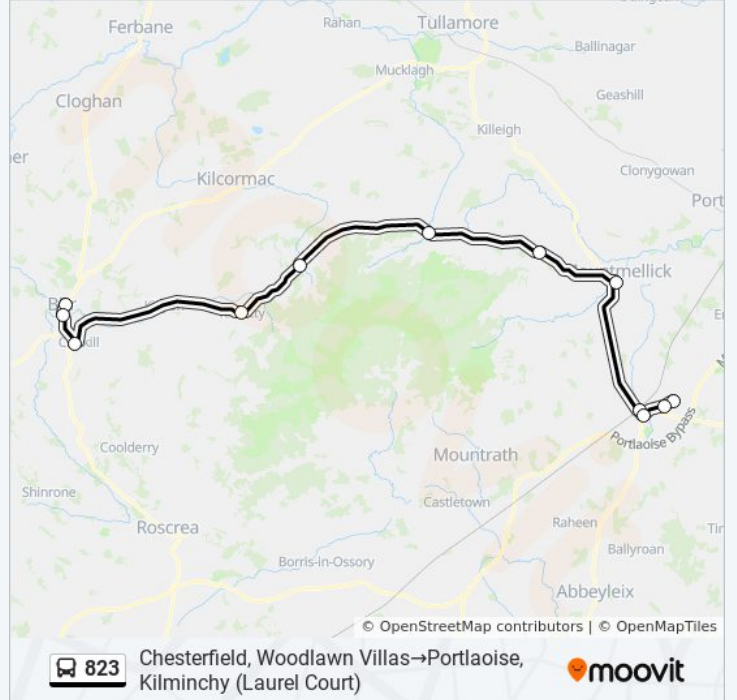 Ferbane
Rahan
Tullamore
Ballinagar
Mucklagh
Cloghan
Geashill
Killeigh
Clonygowan
Kilcormac
Port
Coolderry
Mountrath
Portlaoise Bypass
Castletown
Shinrone
Roscrea
Raheen
Ballyroan
Borris-in-Ossory
Abbeyleix
© OpenStreetMap contributors | © OpenMapTiles
823
Chesterfield, Woodlawn Villas→Portlaoise,
Kilminchy (Laurel Court)
moovit